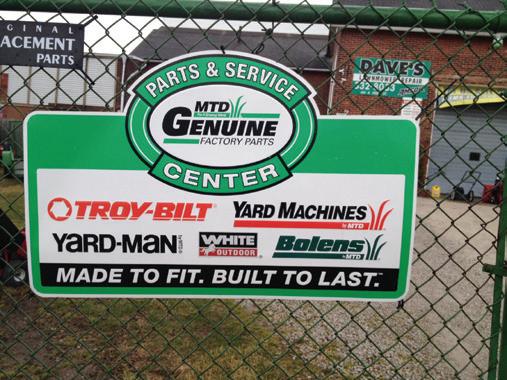 GINAL
ACEMENT
PARTS
DAVE'S
LAWNMOWER REPAIR
PARTS & SERVICE
MTD
GENUINE
FACTORY PARTS
CENTER
TROY-BILT
YARD MACHINES
by MTD
YARD-MAN
WHITE
OUTDOOR
Bolens
by MTD
MADE TO FIT. BUILT TO LAST.